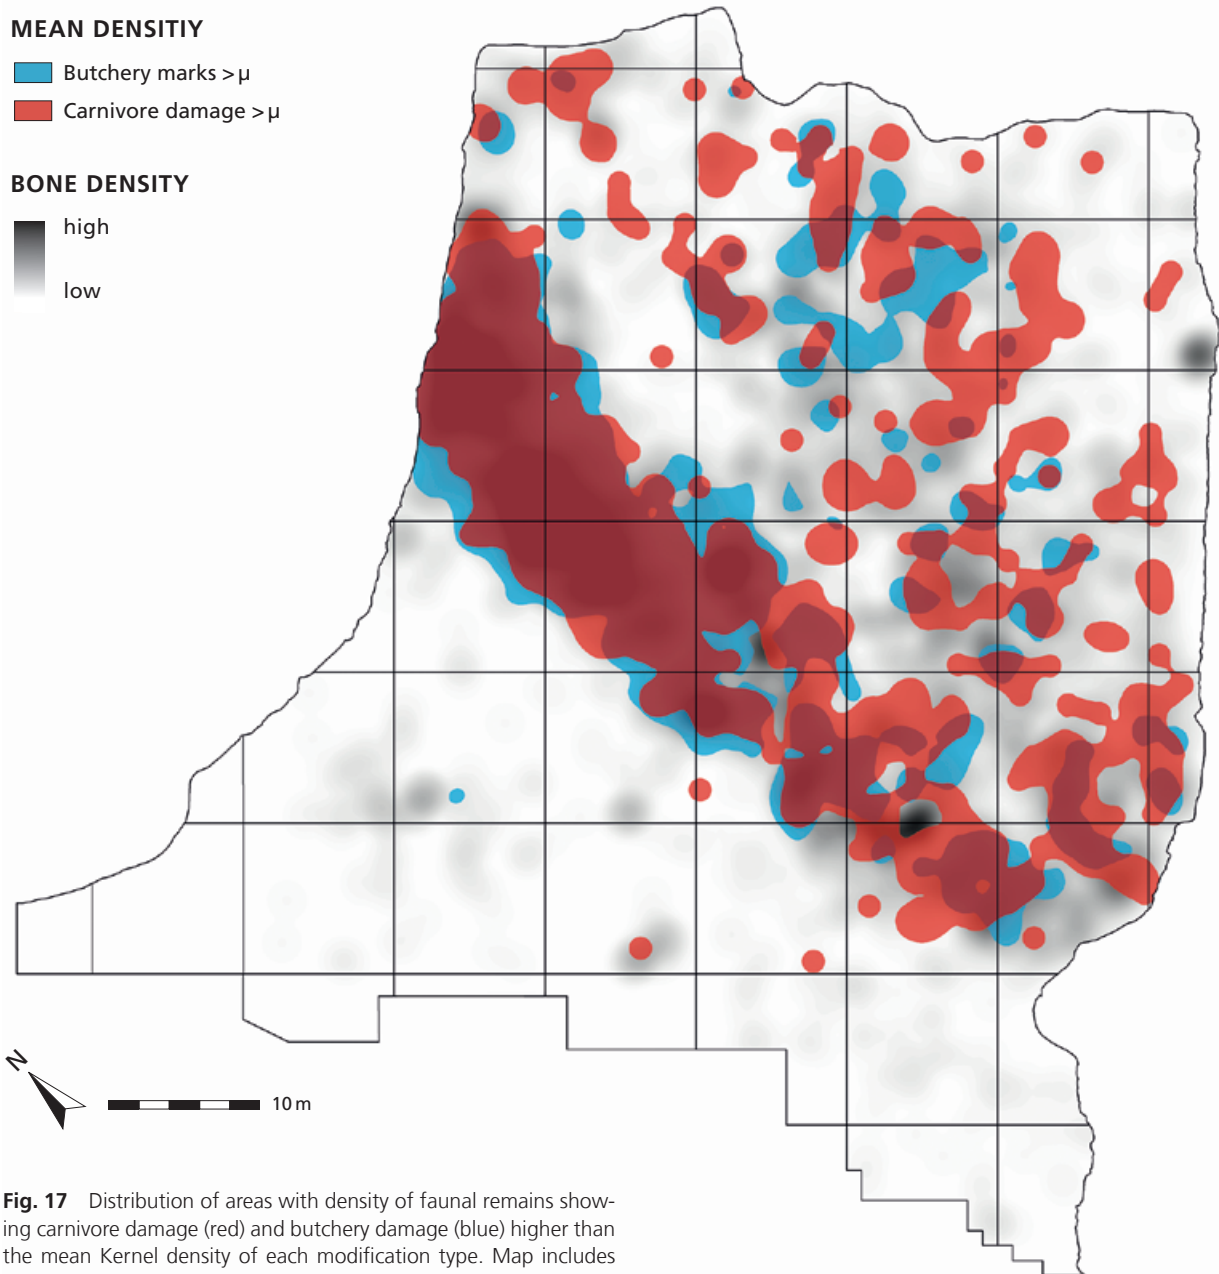 MEAN DENSITIY
Butchery marks > μ
Carnivore damage > μ
BONE DENSITY
high
low
N
10 m
Fig. 17 Distribution of areas with density of faunal remains show-
ing carnivore damage (red) and butchery damage (blue) higher than
the mean Kernel density of each modification type. Map includes